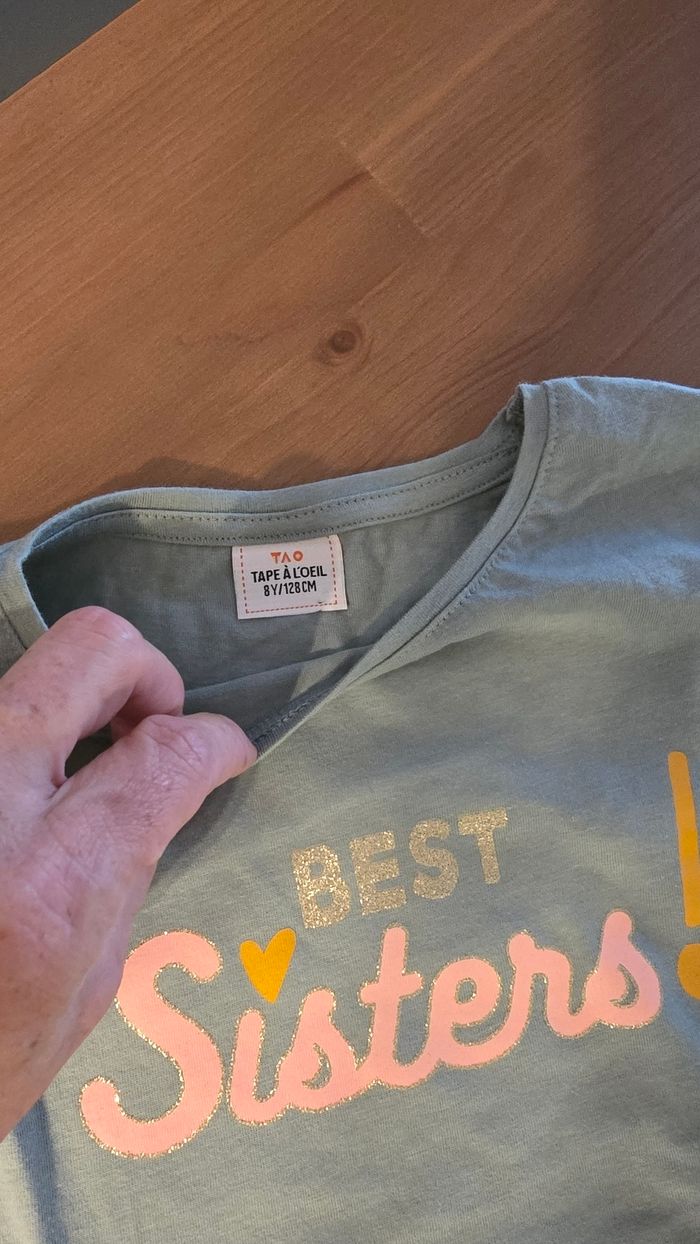 TAO
TAPE À L'OEIL
8Y/128CM
BEST
Sisters!